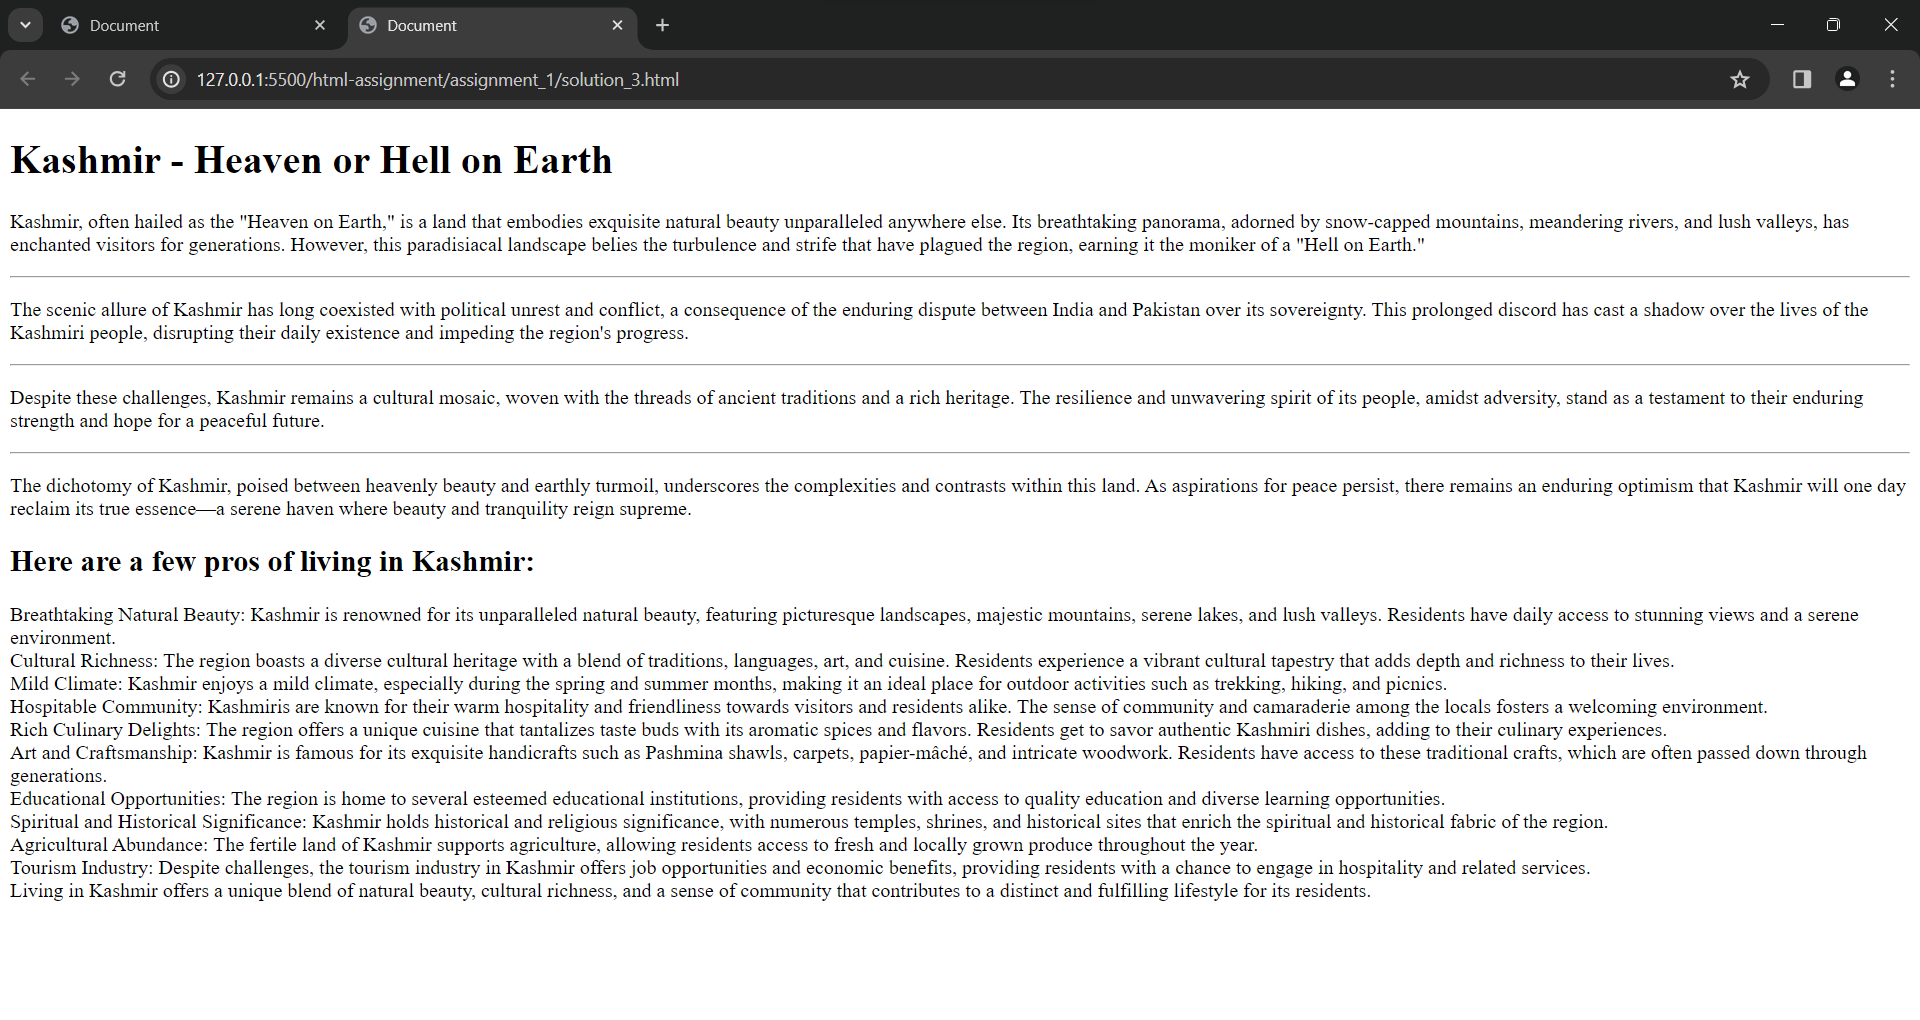 Document
Document
127.0.0.1:5500/html-assignment/assignment_1/solution_3.html
Kashmir - Heaven or Hell on Earth
Kashmir, often hailed as the "Heaven on Earth," is a land that embodies exquisite natural beauty unparalleled anywhere else. Its breathtaking panorama, adorned by snow-capped mountains, meandering rivers, and lush valleys, has
enchanted visitors for generations. However, this paradisiacal landscape belies the turbulence and strife that have plagued the region, earning it the moniker of a "Hell on Earth."
The scenic allure of Kashmir has long coexisted with political unrest and conflict, a consequence of the enduring dispute between India and Pakistan over its sovereignty. This prolonged discord has cast a shadow over the lives of the
Kashmiri people, disrupting their daily existence and impeding the region's progress.
Despite these challenges, Kashmir remains a cultural mosaic, woven with the threads of ancient traditions and a rich heritage. The resilience and unwavering spirit of its people, amidst adversity, stand as a testament to their enduring
strength and hope for a peaceful future.
The dichotomy of Kashmir, poised between heavenly beauty and earthly turmoil, underscores the complexities and contrasts within this land. As aspirations for peace persist, there remains an enduring optimism that Kashmir will one day
reclaim its true essence—a serene haven where beauty and tranquility reign supreme.
Here are a few pros of living in Kashmir:
Breathtaking Natural Beauty: Kashmir is renowned for its unparalleled natural beauty, featuring picturesque landscapes, majestic mountains, serene lakes, and lush valleys. Residents have daily access to stunning views and a serene
environment.
Cultural Richness: The region boasts a diverse cultural heritage with a blend of traditions, languages, art, and cuisine. Residents experience a vibrant cultural tapestry that adds depth and richness to their lives.
Mild Climate: Kashmir enjoys a mild climate, especially during the spring and summer months, making it an ideal place for outdoor activities such as trekking, hiking, and picnics.
Hospitable Community: Kashmiris are known for their warm hospitality and friendliness towards visitors and residents alike. The sense of community and camaraderie among the locals fosters a welcoming environment.
Rich Culinary Delights: The region offers a unique cuisine that tantalizes taste buds with its aromatic spices and flavors. Residents get to savor authentic Kashmiri dishes, adding to their culinary experiences.
Art and Craftsmanship: Kashmir is famous for its exquisite handicrafts such as Pashmina shawls, carpets, papier-mâché, and intricate woodwork. Residents have access to these traditional crafts, which are often passed down through
generations.
Educational Opportunities: The region is home to several esteemed educational institutions, providing residents with access to quality education and diverse learning opportunities.
Spiritual and Historical Significance: Kashmir holds historical and religious significance, with numerous temples, shrines, and historical sites that enrich the spiritual and historical fabric of the region.
Agricultural Abundance: The fertile land of Kashmir supports agriculture, allowing residents access to fresh and locally grown produce throughout the year.
Tourism Industry: Despite challenges, the tourism industry in Kashmir offers job opportunities and economic benefits, providing residents with a chance to engage in hospitality and related services.
Living in Kashmir offers a unique blend of natural beauty, cultural richness, and a sense of community that contributes to a distinct and fulfilling lifestyle for its residents.